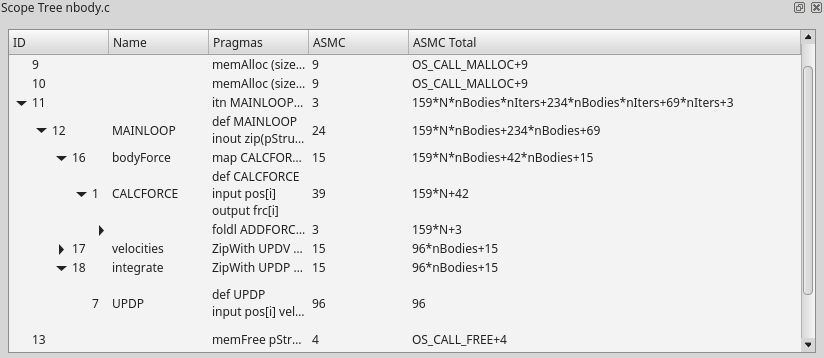 Scope Tree nbody.c
ID Name Pragmas ASMC ASMC Total
9 memAlloc (size... 9 OS_CALL_MALLOC+9
10 memAlloc (size... 9 OS_CALL_MALLOC+9
11 itn MAINLOOP... 3 159*N*nBodies*nIters+234*nBodies*nIters+69*nIters+3
12 MAINLOOP def MAINLOOP 24 159*N*nBodies+234*nBodies+69
inout zip(pStru...
16 bodyForce map CALCFOR... 15 159*N*nBodies+42*nBodies+15
def CALCFORCE
1 CALCFORCE input pos[i] 39 159*N+42
output frc[i]
foldl ADDFORC... 3 159*N+3
17 velocities ZipWith UPDV ... 15 96*nBodies+15
18 integrate ZipWith UPDP ... 15 96*nBodies+15
7 UPDP def UPDP 96 96
input pos[i] vel...
13 memFree pStr... 4 OS_CALL_FREE+4